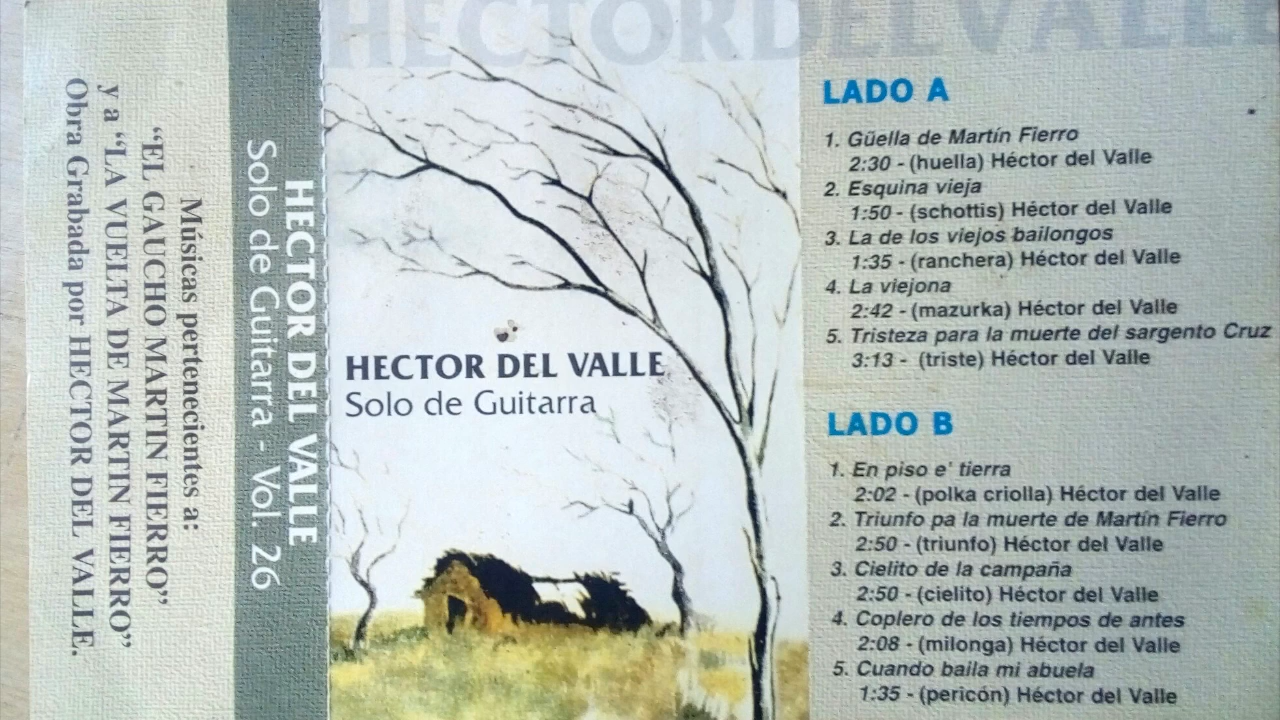 Músicas pertenecientes a:
“EL GAUCHO MARTIN FIERRO”
y a “LA VUELTA DE MARTIN FIERRO”
Obra Grabada por HECTOR DEL VALLE.
HECTOR DEL VALLE
Solo de Guitarra - Vol. 26
HECTOR DEL VALLE
HECTOR DEL VALLE
Solo de Guitarra
LADO A
1. Güella de Martín Fierro
2:30 - (huella) Héctor del Valle
2. Esquina vieja
1:50 - (schottis) Héctor del Valle
3. La de los viejos bailongos
1:35 - (ranchera) Héctor del Valle
4. La viejona
2:42 - (mazurka) Héctor del Valle
5. Tristeza para la muerte del sargento Cruz
3:13 - (triste) Héctor del Valle
LADO B
1. En piso e' tierra
2:02 - (polka criolla) Héctor del Valle
2. Triunfo pa la muerte de Martín Fierro
2:50 - (triunfo) Héctor del Valle
3. Cielito de la campaña
2:50 - (cielito) Héctor del Valle
4. Coplero de los tiempos de antes
2:08 - (milonga) Héctor del Valle
5. Cuando baila mi abuela
1:35 - (pericón) Héctor del Valle